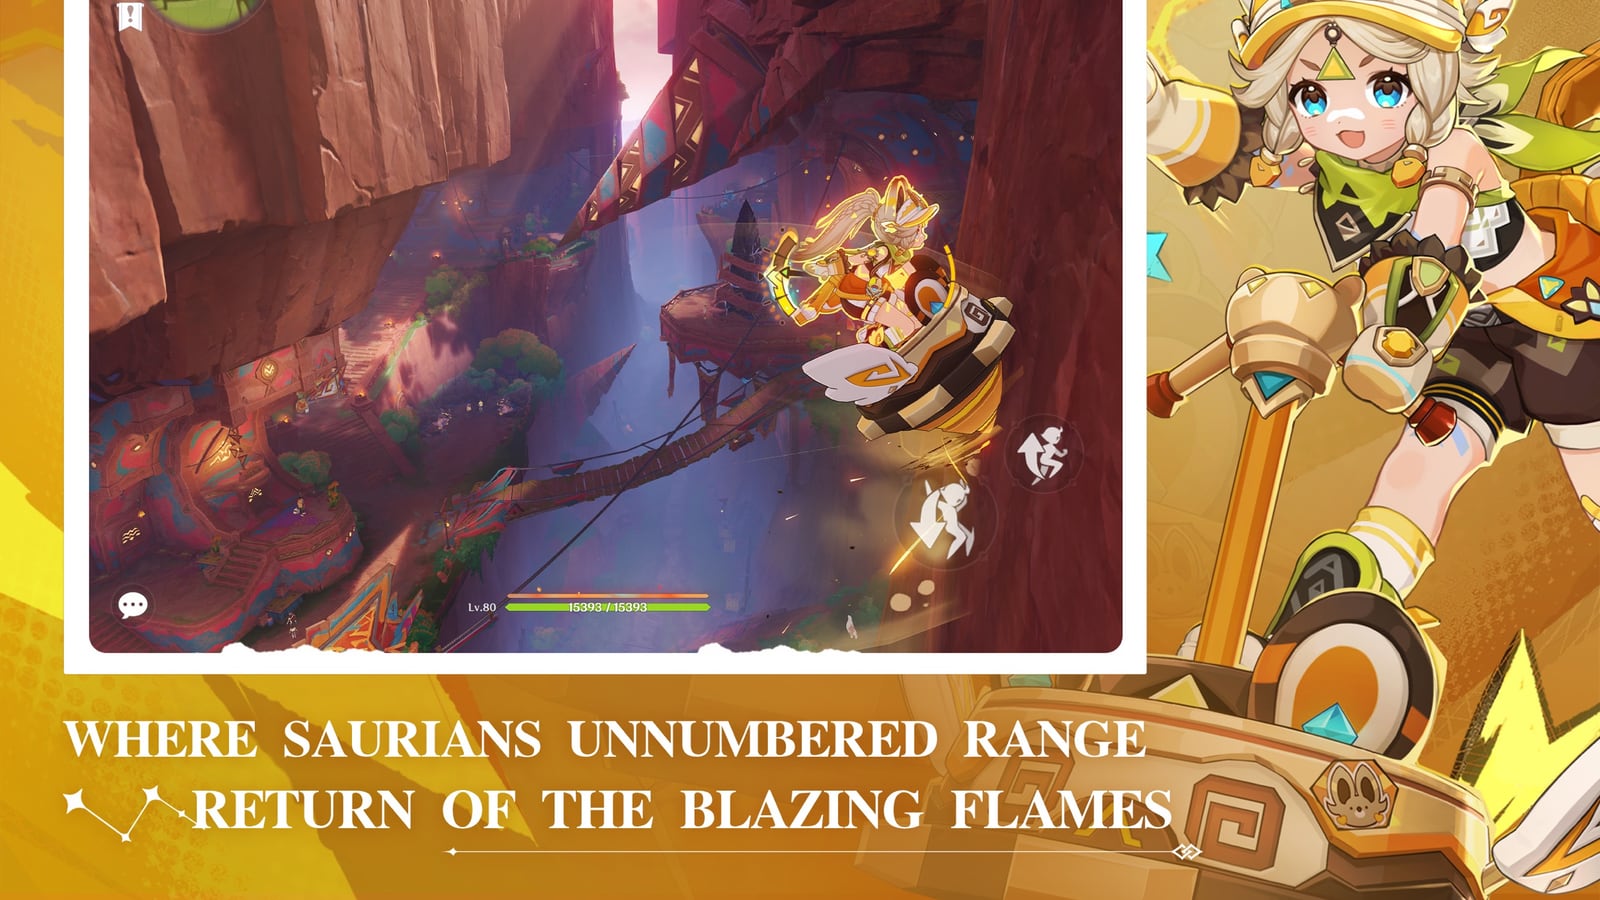 Lv.80 15393 / 15393
WHERE SAURIANS UNNUMBERED RANGE
RETURN OF THE BLAZING FLAMES